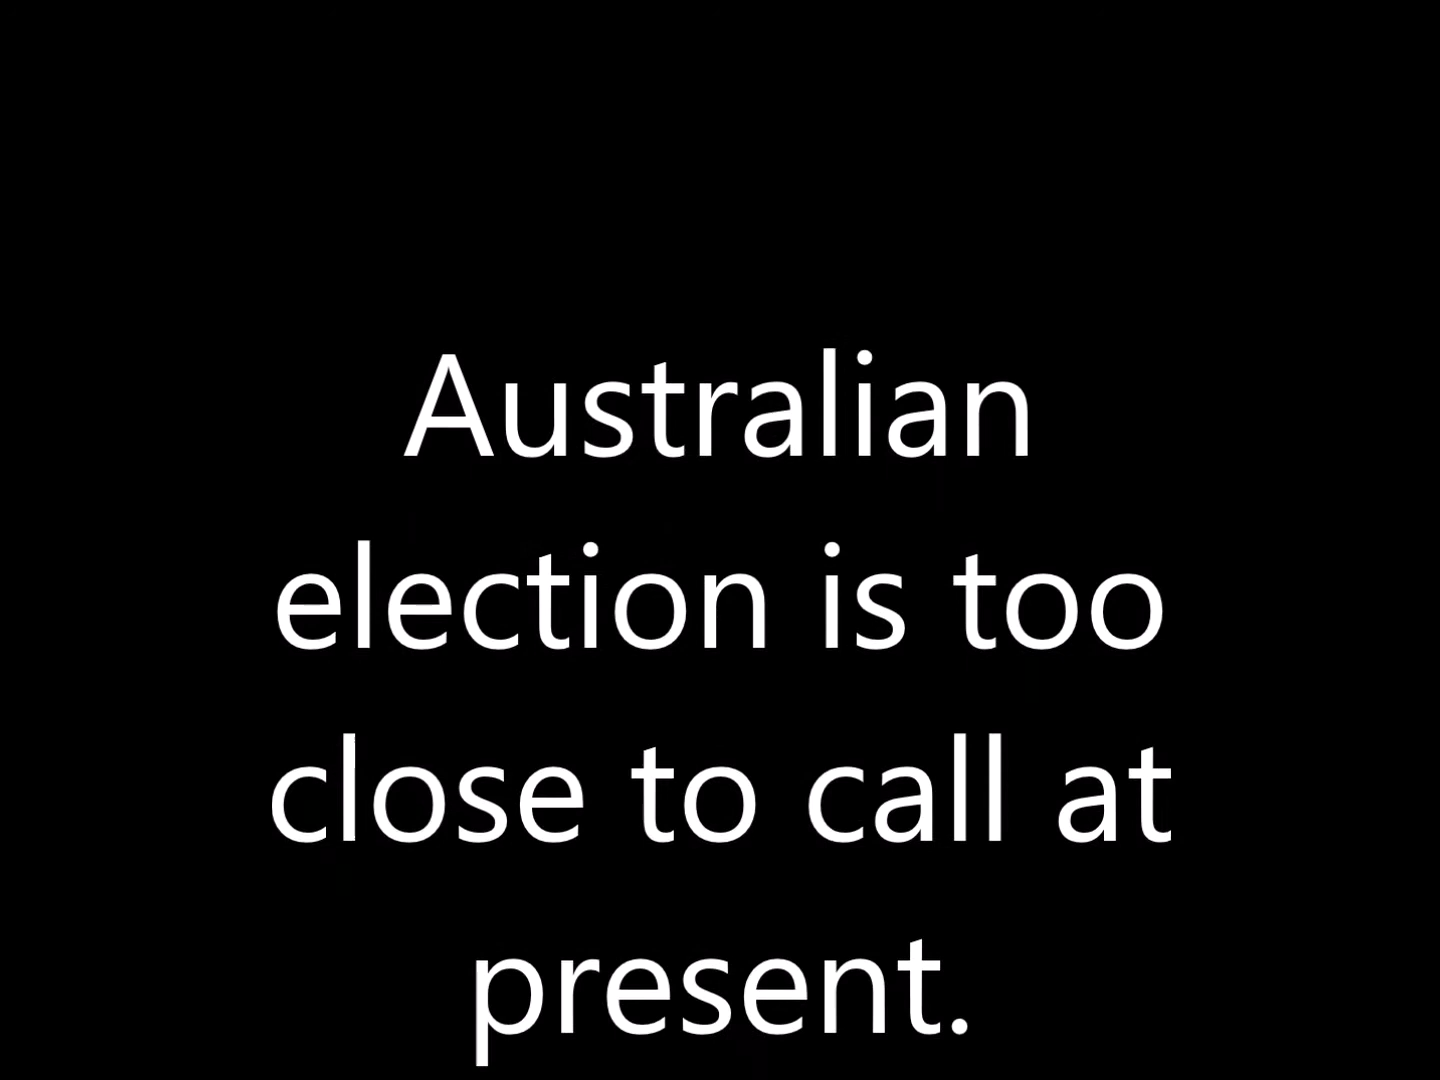 Australian
election is too
close to call at
present.